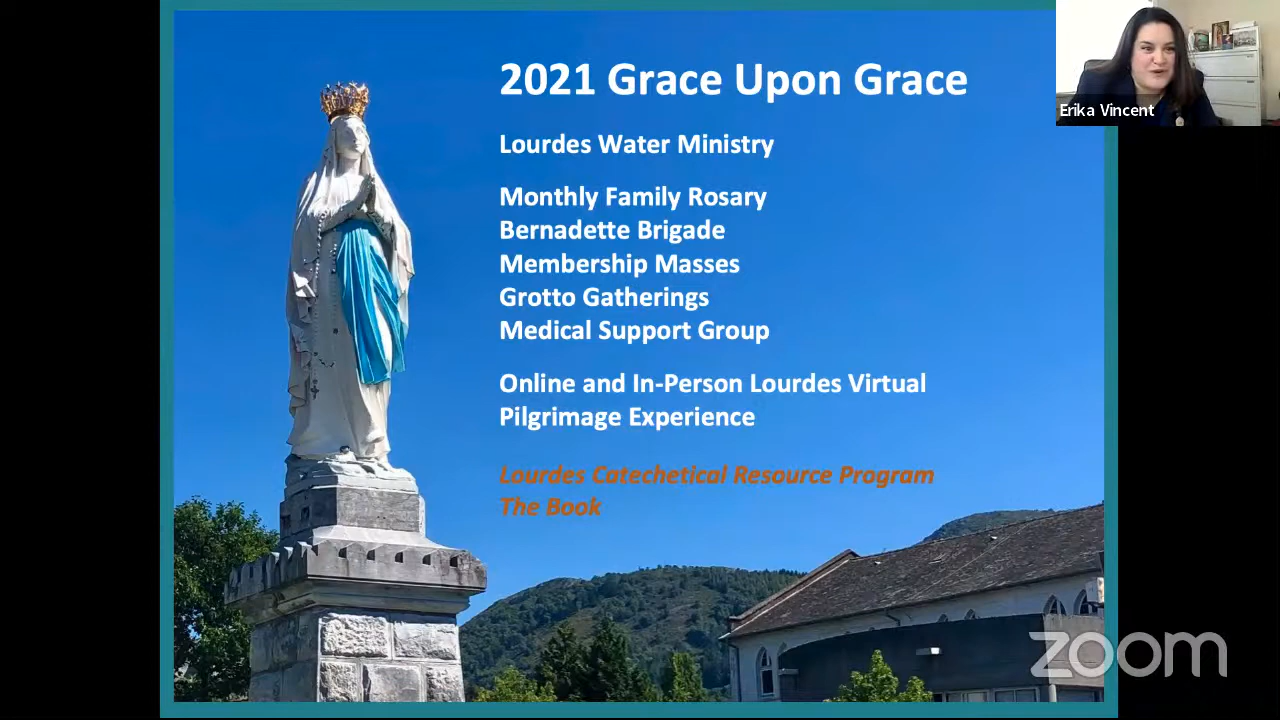 2021 Grace Upon Grace
Erika Vincent
Lourdes Water Ministry
Monthly Family Rosary
Bernadette Brigade
Membership Masses
Grotto Gatherings
Medical Support Group
Online and In-Person Lourdes Virtual
Pilgrimage Experience
Lourdes Catechetical Resource Program
The Book
zoom